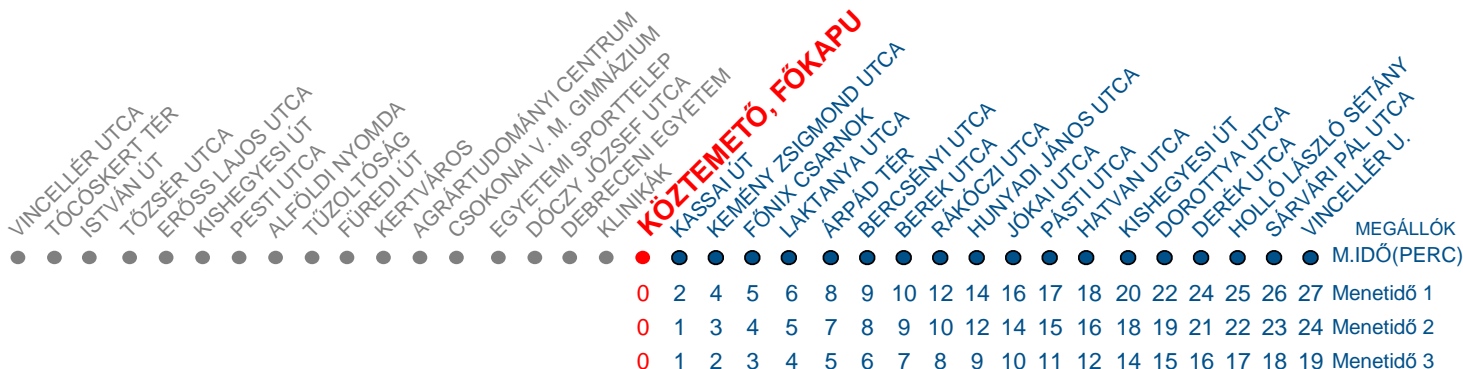 VINCELLÉR UTCA
TÓCÓSKERT TÉR
ISTVÁN ÚT
TŐZSÉR UTCA
ERŐSS LAJOS UTCA
KISHEGYESI ÚT
PESTI UTCA
ALFÖLDI NYOMDA
TŰZOLTÓSÁG
FÜREDI ÚT
KERTVÁROS
AGRÁRTUDOMÁNYI CENTRUM
CSOKONAI V. M. GIMNÁZIUM
EGYETEMI SPORTTELEP
DÓCZY JÓZSEF UTCA
DEBRECENI EGYETEM
KLINIKÁK
KÖZTEMETŐ, FŐKAPU
KASSAI ÚT
KEMÉNY ZSIGMOND UTCA
FŐNIX CSARNOK
LAKTANYA UTCA
ÁRPÁD TÉR
BERCSÉNYI UTCA
BEREK UTCA
RÁKÓCZI UTCA
HUNYADI JÁNOS UTCA
JÓKAI UTCA
PÁSTI UTCA
HATVAN UTCA
KISHEGYESI ÚT
DOROTTYA UTCA
DERÉK UTCA
HOLLÓ LÁSZLÓ SÉTÁNY
SÁRVÁRI PÁL UTCA
VINCELLÉR U.
MEGÁLLÓK
M.IDŐ(PERC)
0 2 4 5 6 8 9 10 12 14 16 17 18 20 22 24 25 26 27 Menetidő 1
0 1 3 4 5 7 8 9 10 12 14 15 16 18 19 21 22 23 24 Menetidő 2
0 1 2 3 4 5 6 7 8 9 10 11 12 14 15 16 17 18 19 Menetidő 3